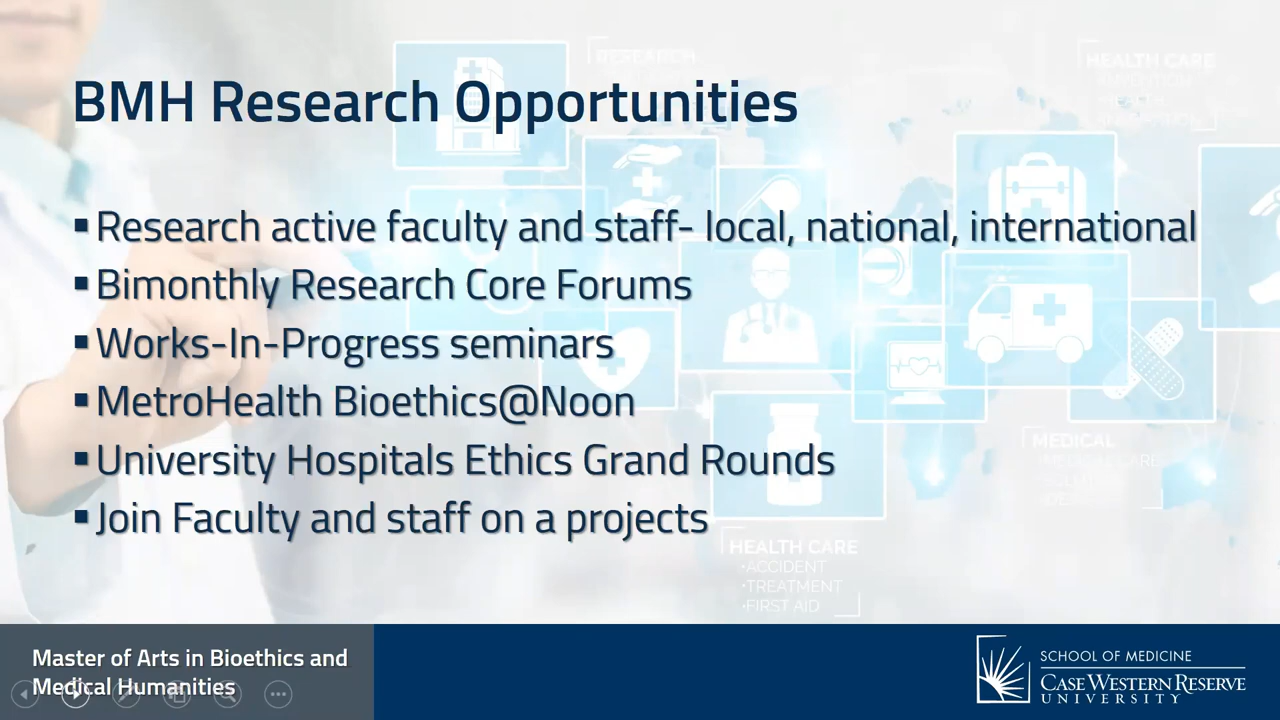 BMH Research Opportunities
▪Research active faculty and staff- local, national, international
▪Bimonthly Research Core Forums
▪Works-In-Progress seminars
▪MetroHealth Bioethics@Noon
▪University Hospitals Ethics Grand Rounds
▪Join Faculty and staff on a projects
RESEARCH
HEALTH CARE
MEDICAL
HEALTH CARE
·ACCIDENT
·TREATMENT
·FIRST AID
Master of Arts in Bioethics and
Medical Humanities
SCHOOL OF MEDICINE
CASE WESTERN RESERVE
UNIVERSITY